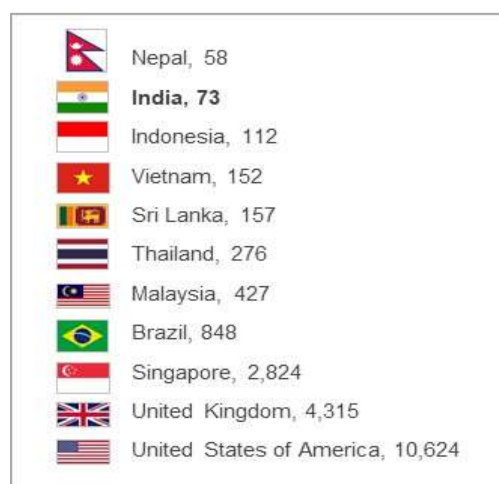 Nepal, 58
India, 73
Indonesia, 112
Vietnam, 152
Sri Lanka, 157
Thailand, 276
Malaysia, 427
Brazil, 848
Singapore, 2,824
United Kingdom, 4,315
United States of America, 10,624